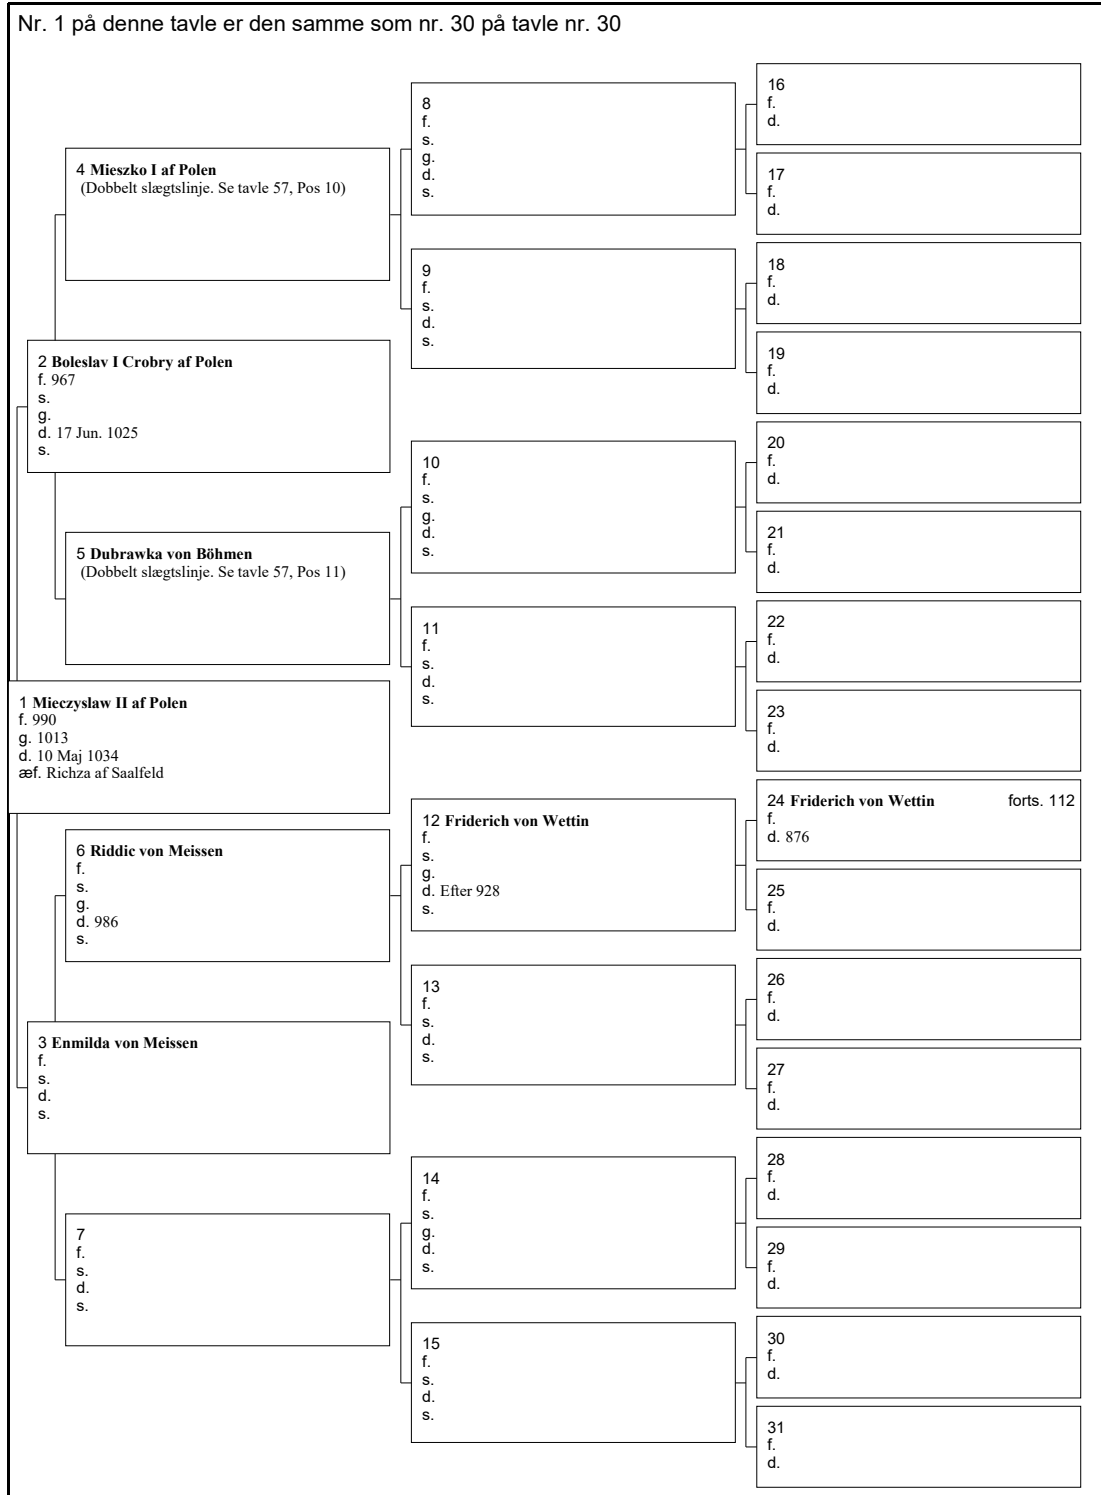 Nr. 1 på denne tavle er den samme som nr. 30 på tavle nr. 30
1 Mieczyslaw II af Polen
f. 990
g. 1013
d. 10 Maj 1034
æf. Richza af Saalfeld
2 Boleslav I Crobry af Polen
f. 967
s.
g.
d. 17 Jun. 1025
s.
3 Enmilda von Meissen
f.
s.
d.
s.
4 Mieszko I af Polen
(Dobbelt slægtslinje. Se tavle 57, Pos 10)
5 Dubrawka von Böhmen
(Dobbelt slægtslinje. Se tavle 57, Pos 11)
6 Riddic von Meissen
f.
s.
g.
d. 986
s.
7
f.
s.
d.
s.
8
f.
s.
g.
d.
s.
9
f.
s.
d.
s.
10
f.
s.
g.
d.
s.
11
f.
s.
d.
s.
12 Friderich von Wettin
f.
s.
g.
d. Efter 928
s.
13
f.
s.
d.
s.
14
f.
s.
g.
d.
s.
15
f.
s.
d.
s.
16
f.
d.
17
f.
d.
18
f.
d.
19
f.
d.
20
f.
d.
21
f.
d.
22
f.
d.
23
f.
d.
24 Friderich von Wettin forts. 112
f.
d. 876
25
f.
d.
26
f.
d.
27
f.
d.
28
f.
d.
29
f.
d.
30
f.
d.
31
f.
d.